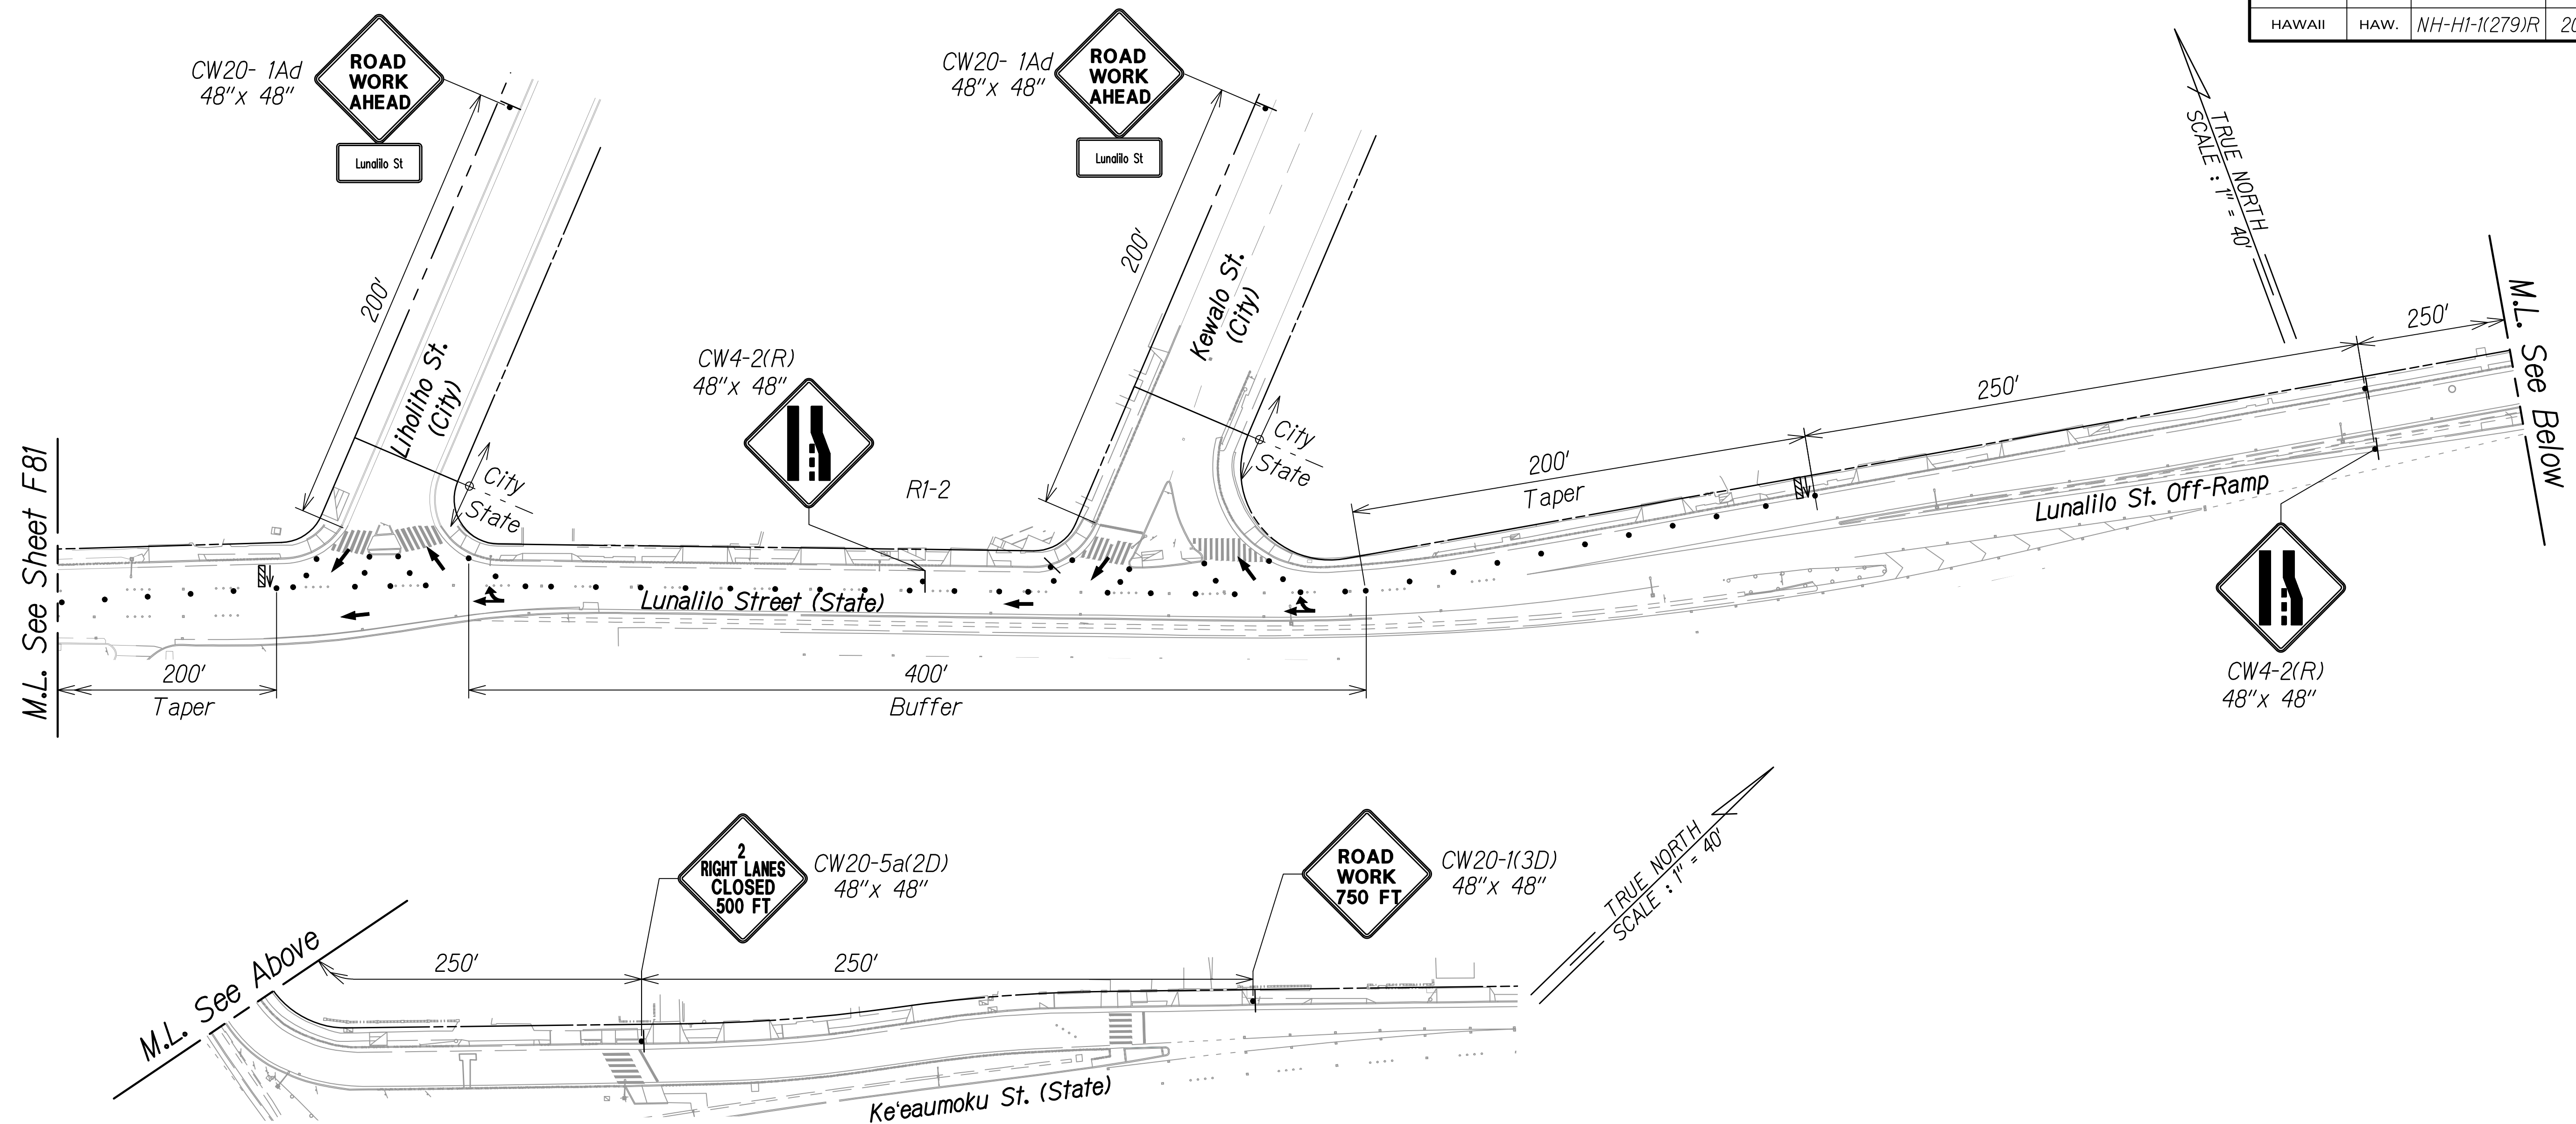 HAWAII HAW. NH-H1-1(279)R
CW20- 1Ad
48"x 48"
ROAD
WORK
AHEAD
Lunalilo St
CW20- 1Ad
48"x 48"
ROAD
WORK
AHEAD
Lunalilo St
TRUE NORTH
SCALE : 1" = 40'
200'
Liholiho St.
(City)
City
State
CW4-2(R)
48"x 48"
R1-2
200'
Kewalo St.
(City)
City
State
200'
Taper
250'
250'
M.L. See Below
Lunalilo St. Off-Ramp
CW4-2(R)
48"x 48"
M.L. See Sheet F81
Lunalilo Street (State)
200'
Taper
400'
Buffer
2
RIGHT LANES
CLOSED
500 FT
CW20-5a(2D)
48"x 48"
ROAD
WORK
750 FT
CW20-1(3D)
48"x 48"
TRUE NORTH
SCALE : 1" = 40'
M.L. See Above
250'
250'
Ke'eaumoku St. (State)